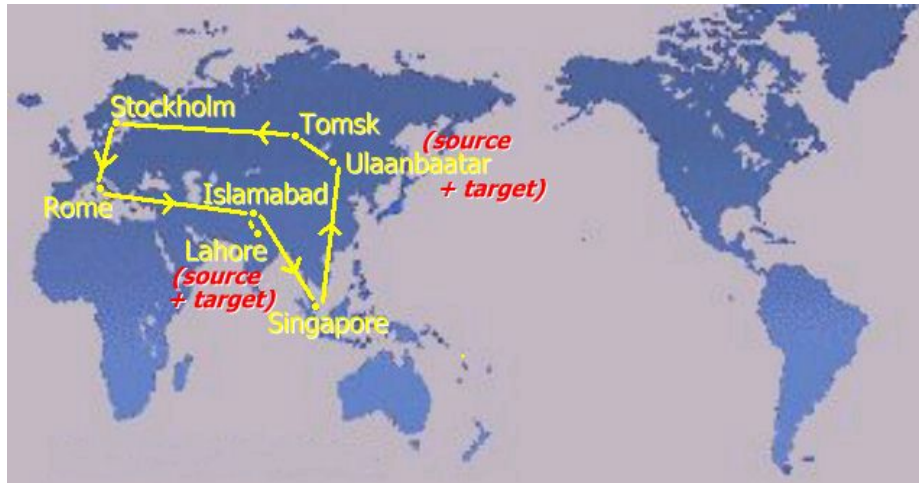 Stockholm
Tomsk
(source
Ulaanbaatar
+ target)
Islamabad
Rome
Lahore
(source
+ target)
Singapore